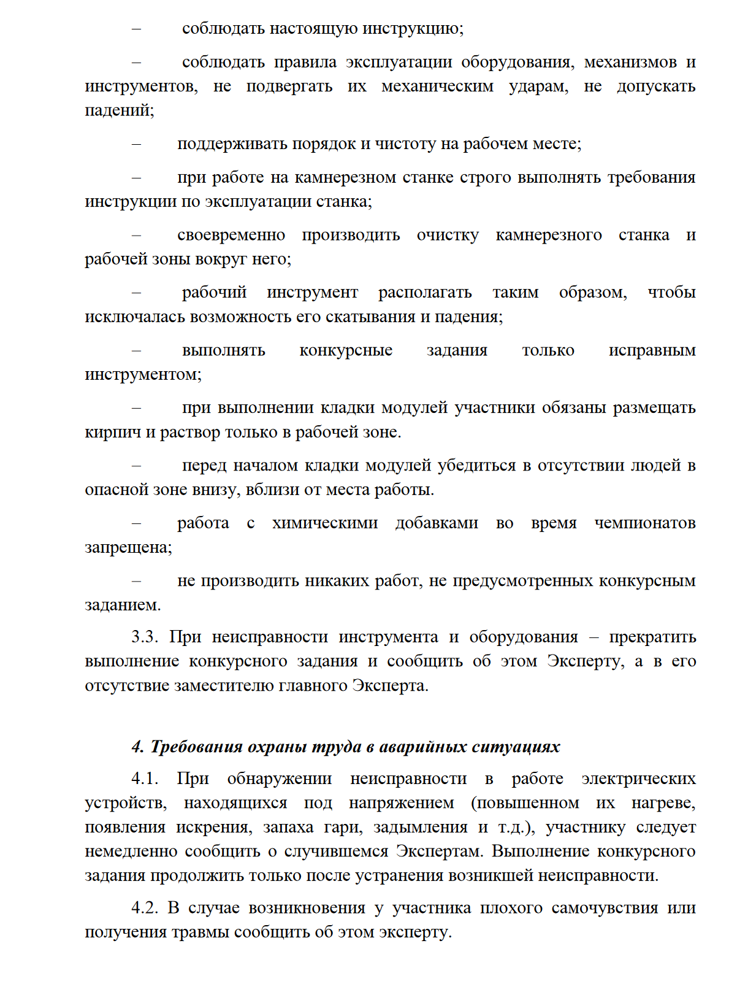 – соблюдать настоящую инструкцию;
– соблюдать правила эксплуатации оборудования, механизмов и
инструментов, не подвергать их механическим ударам, не допускать
падений;
– поддерживать порядок и чистоту на рабочем месте;
– при работе на камнерезном станке строго выполнять требования
инструкции по эксплуатации станка;
– своевременно производить очистку камнерезного станка и
рабочей зоны вокруг него;
– рабочий инструмент располагать таким образом, чтобы
исключалась возможность его скатывания и падения;
– выполнять конкурсные задания только исправным
инструментом;
– при выполнении кладки модулей участники обязаны размещать
кирпич и раствор только в рабочей зоне.
– перед началом кладки модулей убедиться в отсутствии людей в
опасной зоне внизу, вблизи от места работы.
– работа с химическими добавками во время чемпионатов
запрещена;
– не производить никаких работ, не предусмотренных конкурсным
заданием.
3.3. При неисправности инструмента и оборудования – прекратить
выполнение конкурсного задания и сообщить об этом Эксперту, а в его
отсутствие заместителю главного Эксперта.
4. Требования охраны труда в аварийных ситуациях
4.1. При обнаружении неисправности в работе электрических
устройств, находящихся под напряжением (повышенном их нагреве,
появления искрения, запаха гари, задымления и т.д.), участнику следует
немедленно сообщить о случившемся Экспертам. Выполнение конкурсного
задания продолжить только после устранения возникшей неисправности.
4.2. В случае возникновения у участника плохого самочувствия или
получения травмы сообщить об этом эксперту.